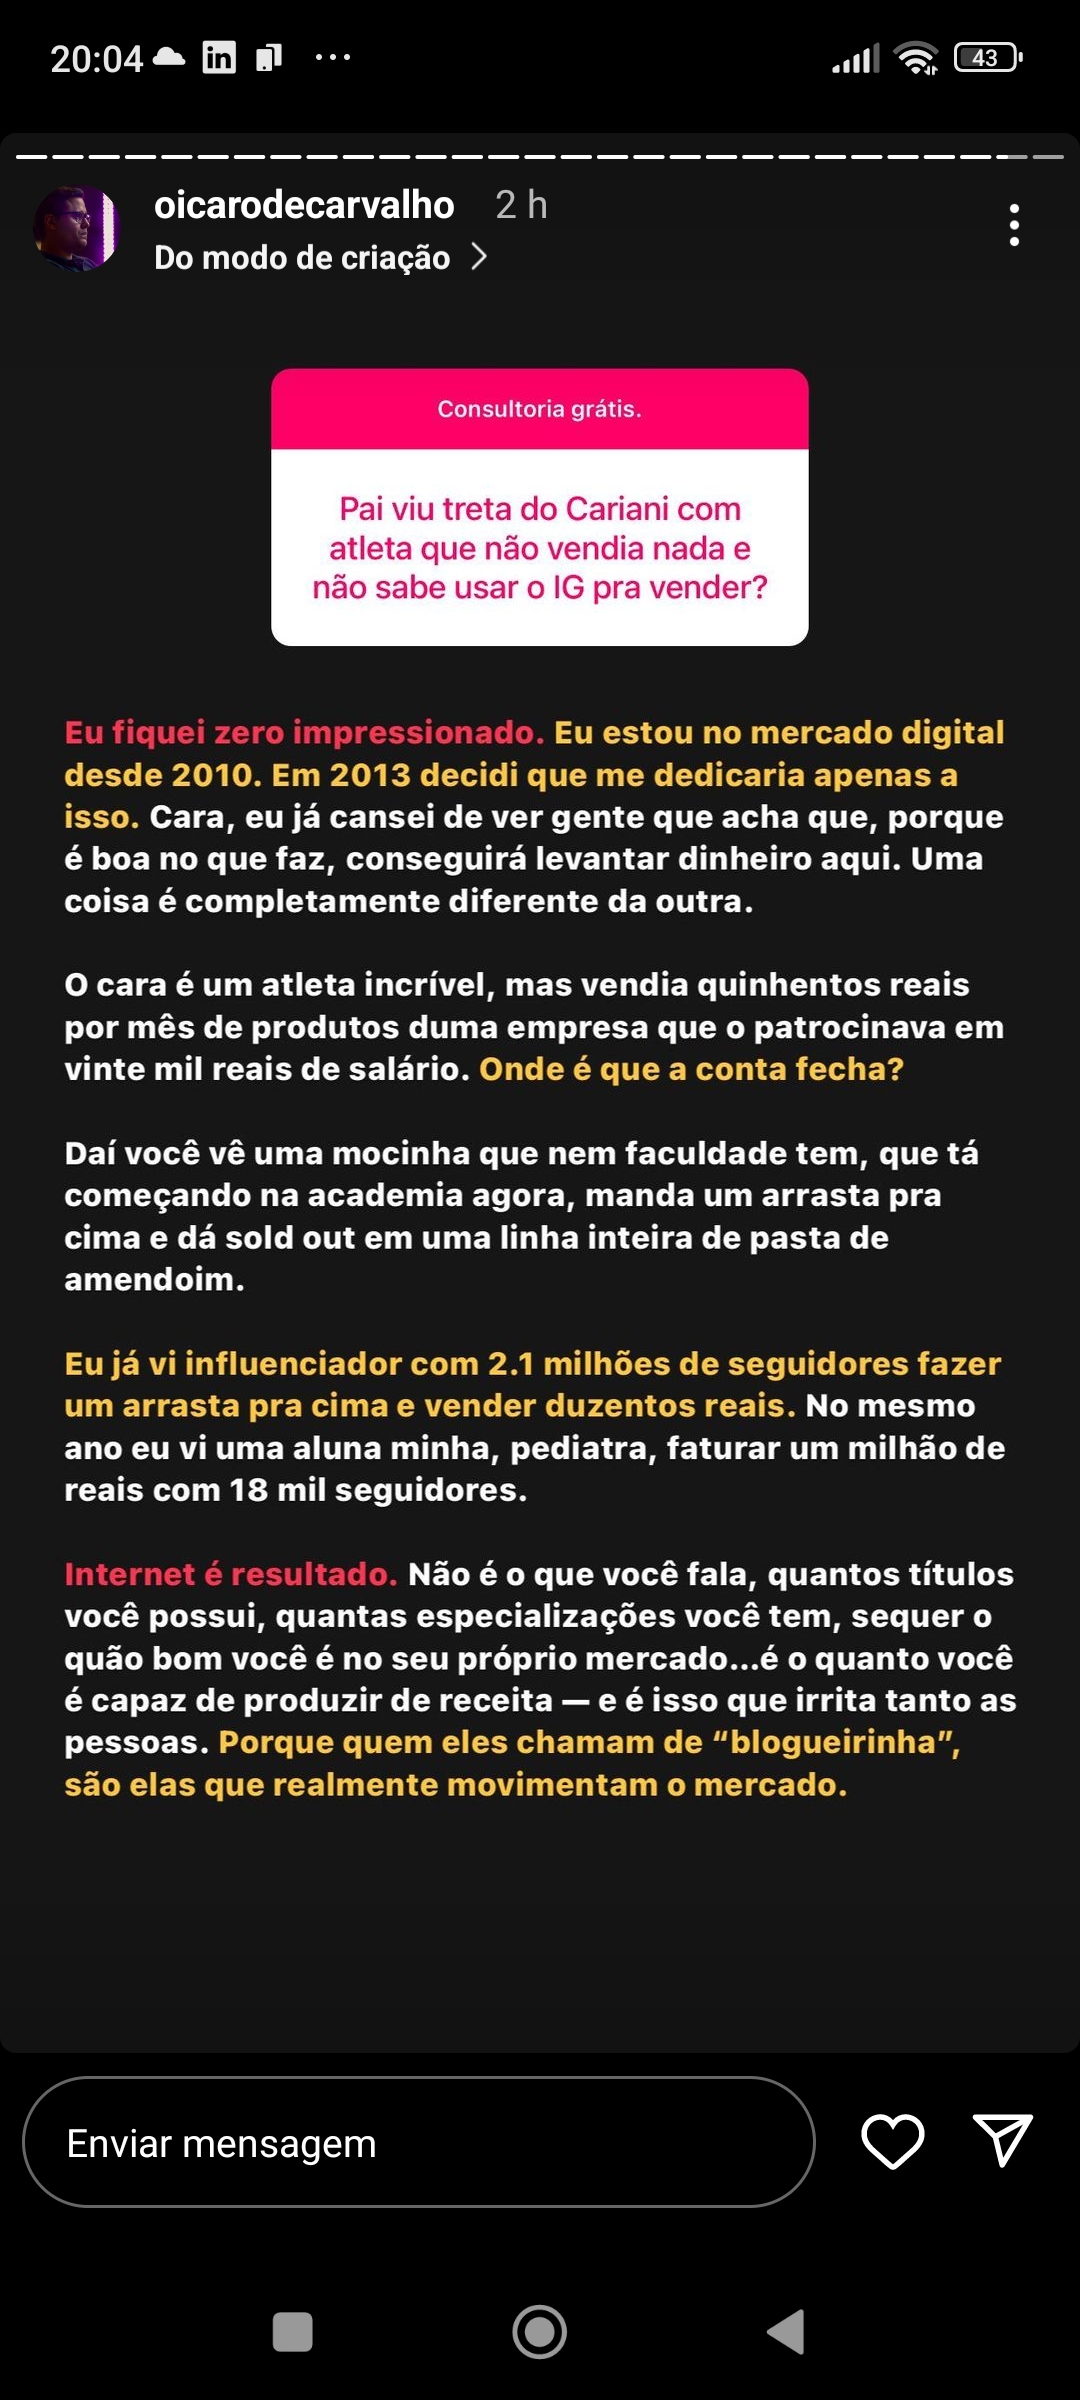 20:04
43
oicarodecarvalho 2 h
Do modo de criação
Consultoria grátis.
Pai viu treta do Cariani com
atleta que não vendia nada e
não sabe usar o IG pra vender?
Eu fiquei zero impressionado. Eu estou no mercado digital
desde 2010. Em 2013 decidi que me dedicaria apenas a
isso. Cara, eu já cansei de ver gente que acha que, porque
é boa no que faz, conseguirá levantar dinheiro aqui. Uma
coisa é completamente diferente da outra.
O cara é um atleta incrível, mas vendia quinhentos reais
por mês de produtos duma empresa que o patrocinava em
vinte mil reais de salário. Onde é que a conta fecha?
Daí você vê uma mocinha que nem faculdade tem, que tá
começando na academia agora, manda um arrasta pra
cima e dá sold out em uma linha inteira de pasta de
amendoim.
Eu já vi influenciador com 2.1 milhões de seguidores fazer
um arrasta pra cima e vender duzentos reais. No mesmo
ano eu vi uma aluna minha, pediatra, faturar um milhão de
reais com 18 mil seguidores.
Internet é resultado. Não é o que você fala, quantos títulos
você possui, quantas especializações você tem, sequer o
quão bom você é no seu próprio mercado...é o quanto você
é capaz de produzir de receita — e é isso que irrita tanto as
pessoas. Porque quem eles chamam de “blogueirinha”,
são elas que realmente movimentam o mercado.
Enviar mensagem